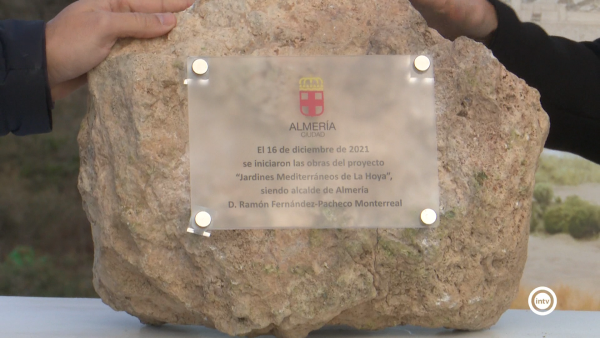 ALMERÍA
CIUDAD
El 16 de diciembre de 2021
se iniciaron las obras del proyecto
"Jardines Mediterráneos de La Hoya",
siendo alcalde de Almería
D. Ramón Fernández-Pacheco Monterreal
intv